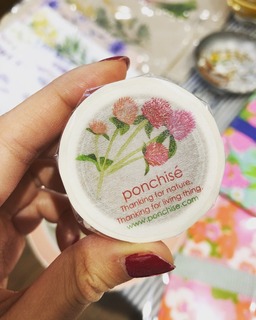 ponchisé
Thanking for nature.
Thanking for living thing.
www.ponchise.com